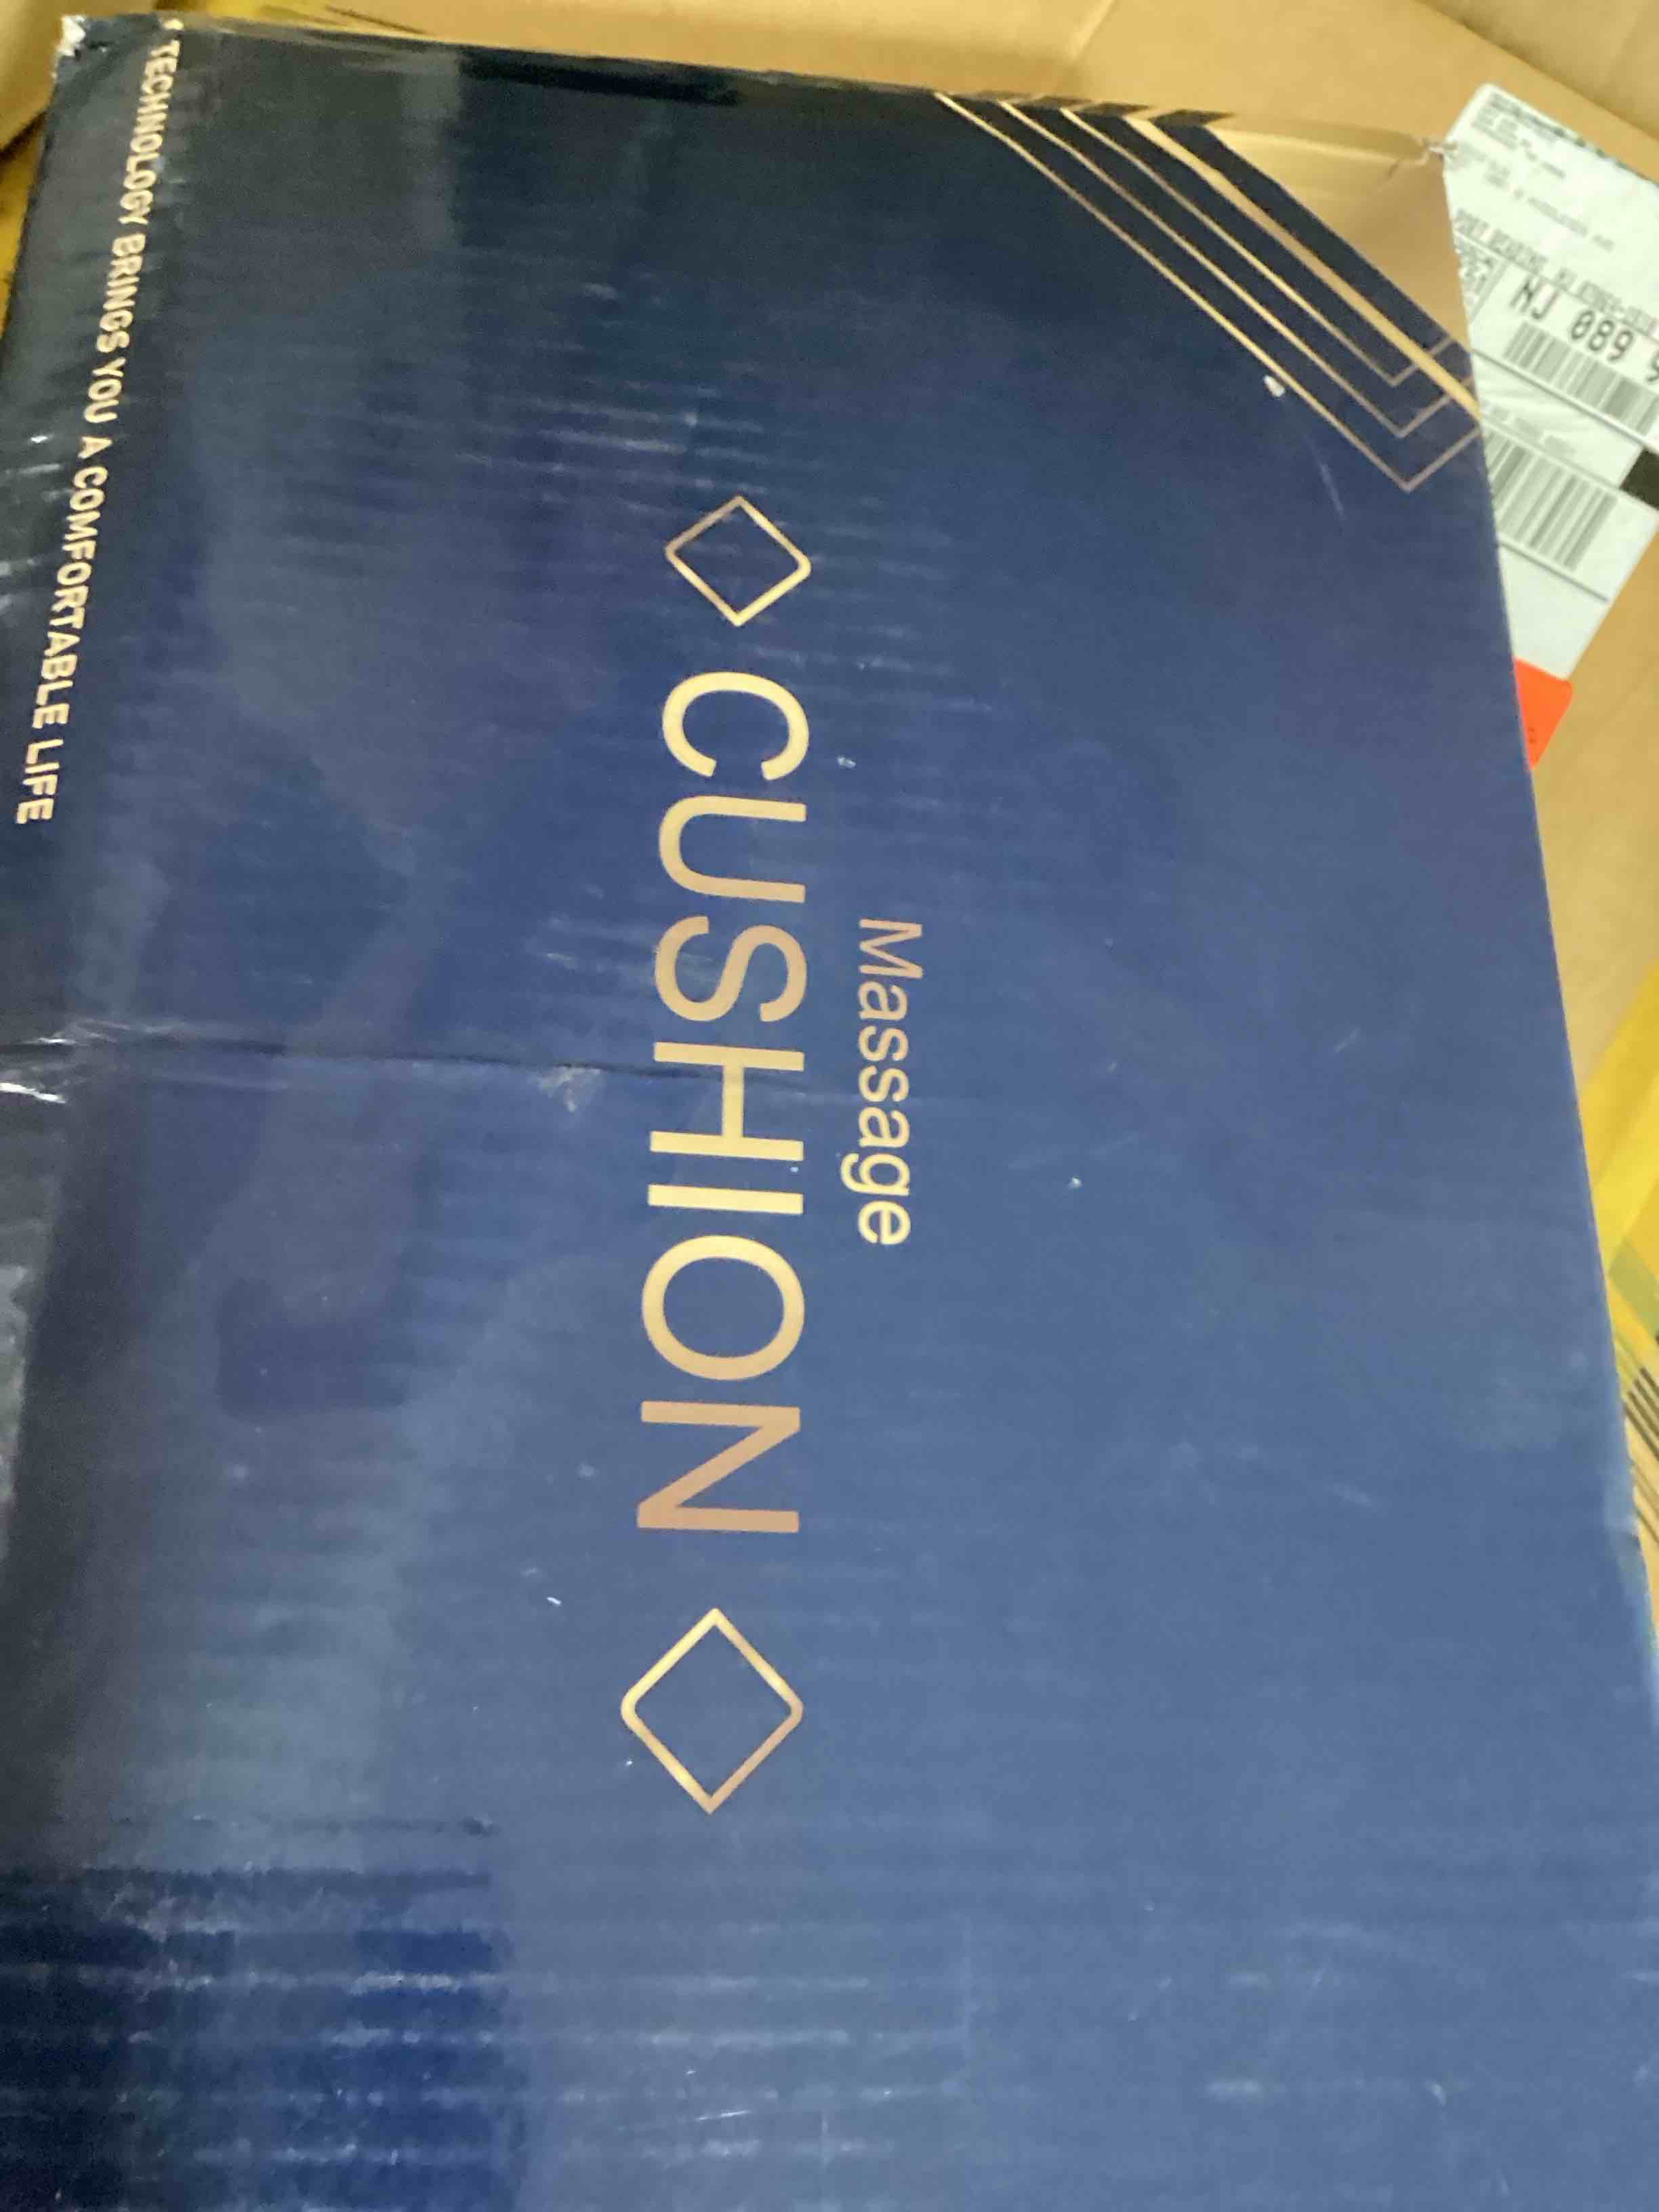 Massage
CUSHION
TECHNOLOGY BRINGS YOU A COMFORTABLE LIFE
NJ 089